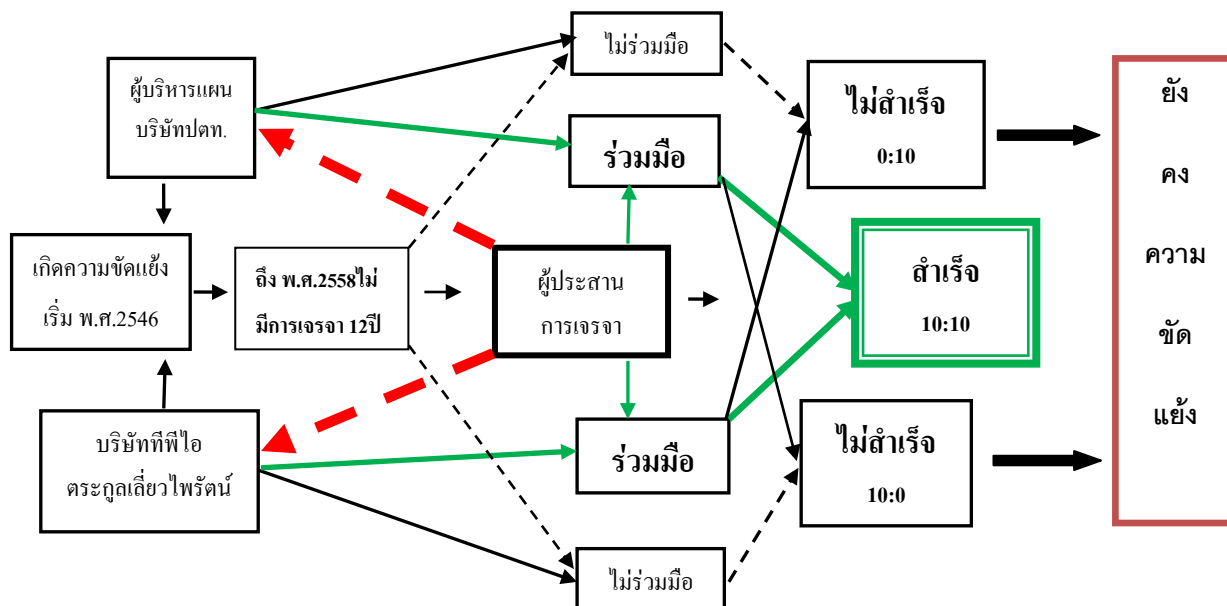 ไม่ร่วมมือ
ผู้บริหารแผน
บริษัทปตท.
ไม่สำเร็จ
0:10
ร่วมมือ
เกิดความขัดแย้ง
เริ่ม พ.ศ.2546
ถึง พ.ศ.2558ไม่
มีการเจรจา 12ปี
ผู้ประสาน
การเจรจา
สำเร็จ
10:10
บริษัททีพีไอ
ตระกูลเลี่ยวไพรัตน์
ร่วมมือ
ไม่สำเร็จ
10:0
ไม่ร่วมมือ
ยัง
คง
ความ
ขัด
แย้ง